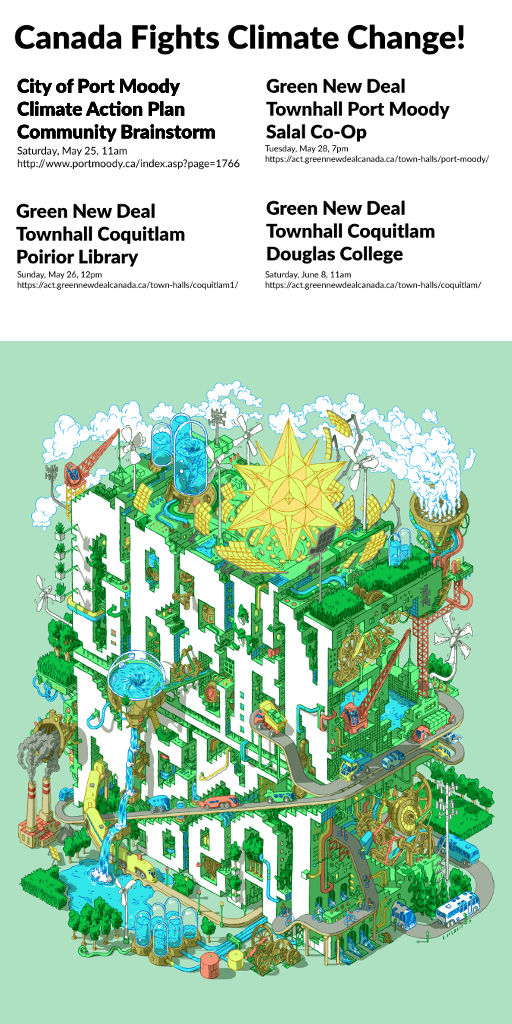 Canada Fights Climate Change!
City of Port Moody
Climate Action Plan
Community Brainstorm
Saturday, May 25, 11am
http://www.portmoody.ca/index.asp?page=1766
Green New Deal
Townhall Port Moody
Salal Co-Op
Tuesday, May 28, 7pm
https://act.greennewdealcanada.ca/town-halls/port-moody/
Green New Deal
Townhall Coquitlam
Poirior Library
Sunday, May 26, 12pm
https://act.greennewdealcanada.ca/town-halls/coquitlam1/
Green New Deal
Townhall Coquitlam
Douglas College
Saturday, June 8, 11am
https://act.greennewdealcanada.ca/town-halls/coquitlam/
GREEN
NEW
DEAL